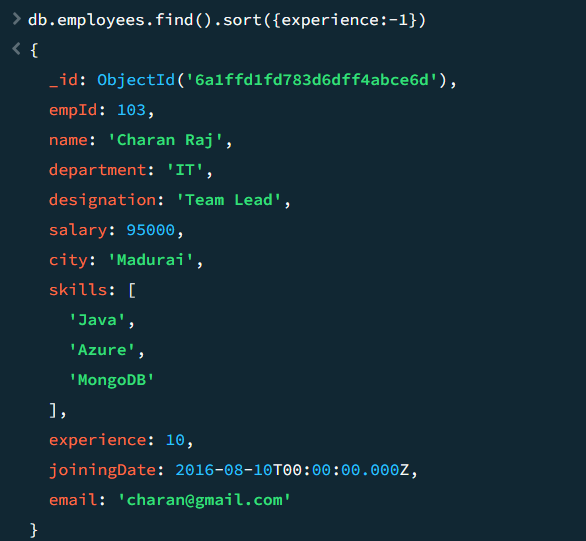 > db.employees.find().sort({experience:-1})
< {
_id: ObjectId('6a1ffd1fd783d6dff4abce6d'),
empId: 103,
name: 'Charan Raj',
department: 'IT',
designation: 'Team Lead',
salary: 95000,
city: 'Madurai',
skills: [
'Java',
'Azure',
'MongoDB'
],
experience: 10,
joiningDate: 2016-08-10T00:00:00.000Z,
email: 'charan@gmail.com'
}